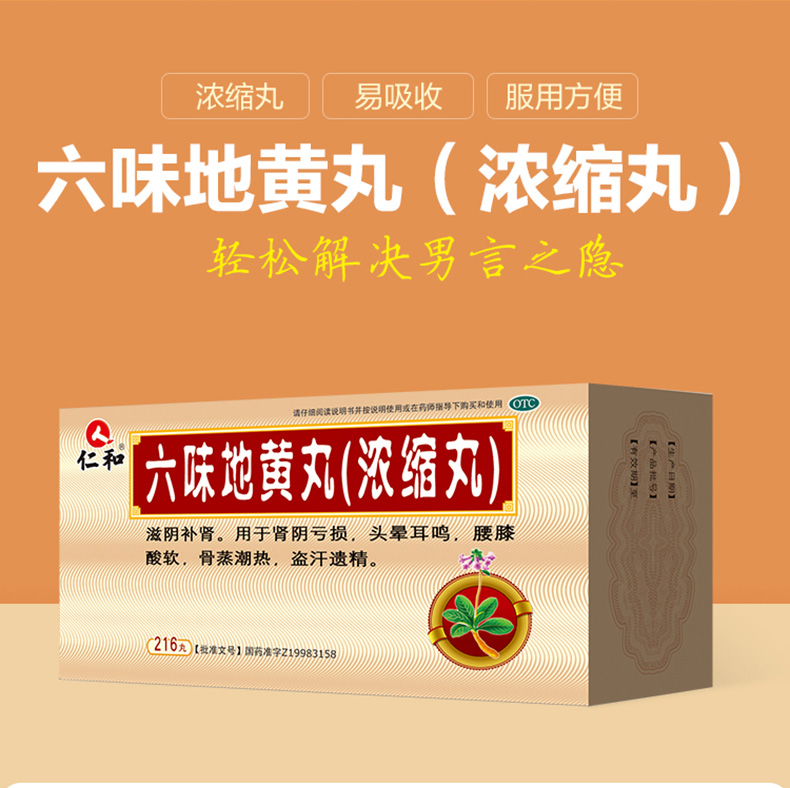 浓缩丸 易吸收 服用方便
六味地黄丸(浓缩丸)
轻松解决男言之隐
请仔细阅读说明书并按说明使用或在药师指导下购买和使用 OTC
仁和®
六味地黄丸(浓缩丸)
滋阴补肾。用于肾阴亏损,头晕耳鸣,腰膝
酸软,骨蒸潮热,盗汗遗精。
216丸 【批准文号】国药准字Z19983158
【生产日期】
【产品批号】
【有效期】至